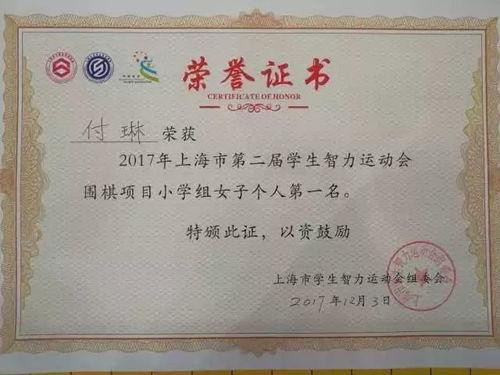 荣誉证书
CERTIFICATE OF HONOR
付琳 荣获
2017年上海市第二届学生智力运动会
围棋项目小学组女子个人第一名。
特颁此证，以资鼓励
上海市学生智力运动会组委会
2017年12月3日